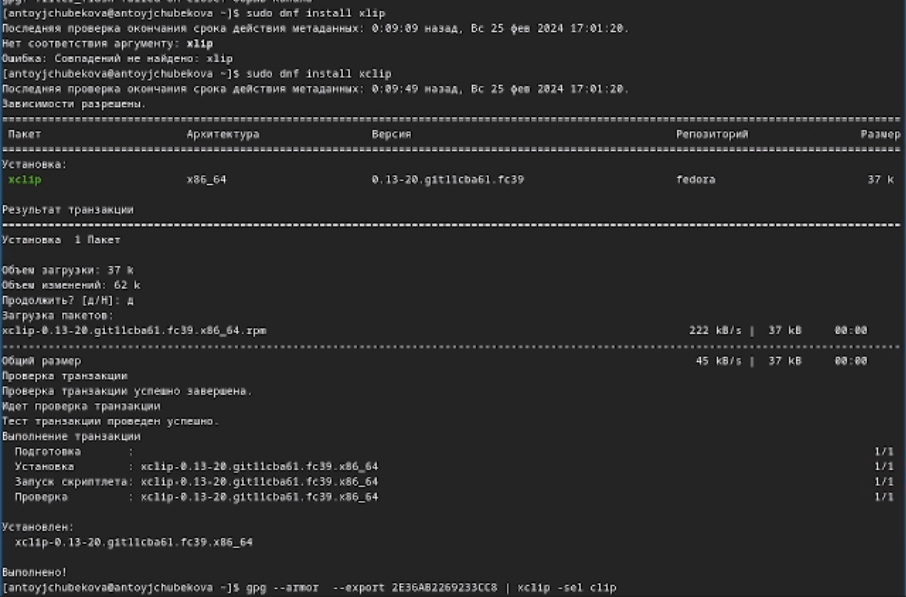 [antoyjchubekova@antoyjchubekova ~]$ sudo dnf install xlip
Последняя проверка окончания срока действия метаданных: 0:09:09 назад, Вс 25 фев 2024 17:01:20.
Нет соответствия аргументу: xlip
Ошибка: Совпадений не найдено: xlip
[antoyjchubekova@antoyjchubekova ~]$ sudo dnf install xclip
Последняя проверка окончания срока действия метаданных: 0:09:49 назад, Вс 25 фев 2024 17:01:20.
Зависимости разрешены.
Пакет Архитектура Версия Репозиторий Размер
Установка:
xclip x86_64 0.13-20.git11cba61.fc39 fedora 37 k
Результат транзакции
Установка 1 Пакет
Объем загрузки: 37 k
Объем изменений: 62 k
Продолжить? [д/Н]: д
Загрузка пакетов:
xclip-0.13-20.git11cba61.fc39.x86_64.rpm 222 kB/s | 37 kB 00:00
Общий размер 45 kB/s | 37 kB 00:00
Проверка транзакции
Проверка транзакции успешно завершена.
Идет проверка транзакции
Тест транзакции проведен успешно.
Выполнение транзакции
Подготовка : 1/1
Установка : xclip-0.13-20.git11cba61.fc39.x86_64 1/1
Запуск скриптлета: xclip-0.13-20.git11cba61.fc39.x86_64 1/1
Проверка : xclip-0.13-20.git11cba61.fc39.x86_64 1/1
Установлен:
xclip-0.13-20.git11cba61.fc39.x86_64
Выполнено!
[antoyjchubekova@antoyjchubekova ~]$ gpg --armor --export 2E36AB2269233CC8 | xclip -sel clip